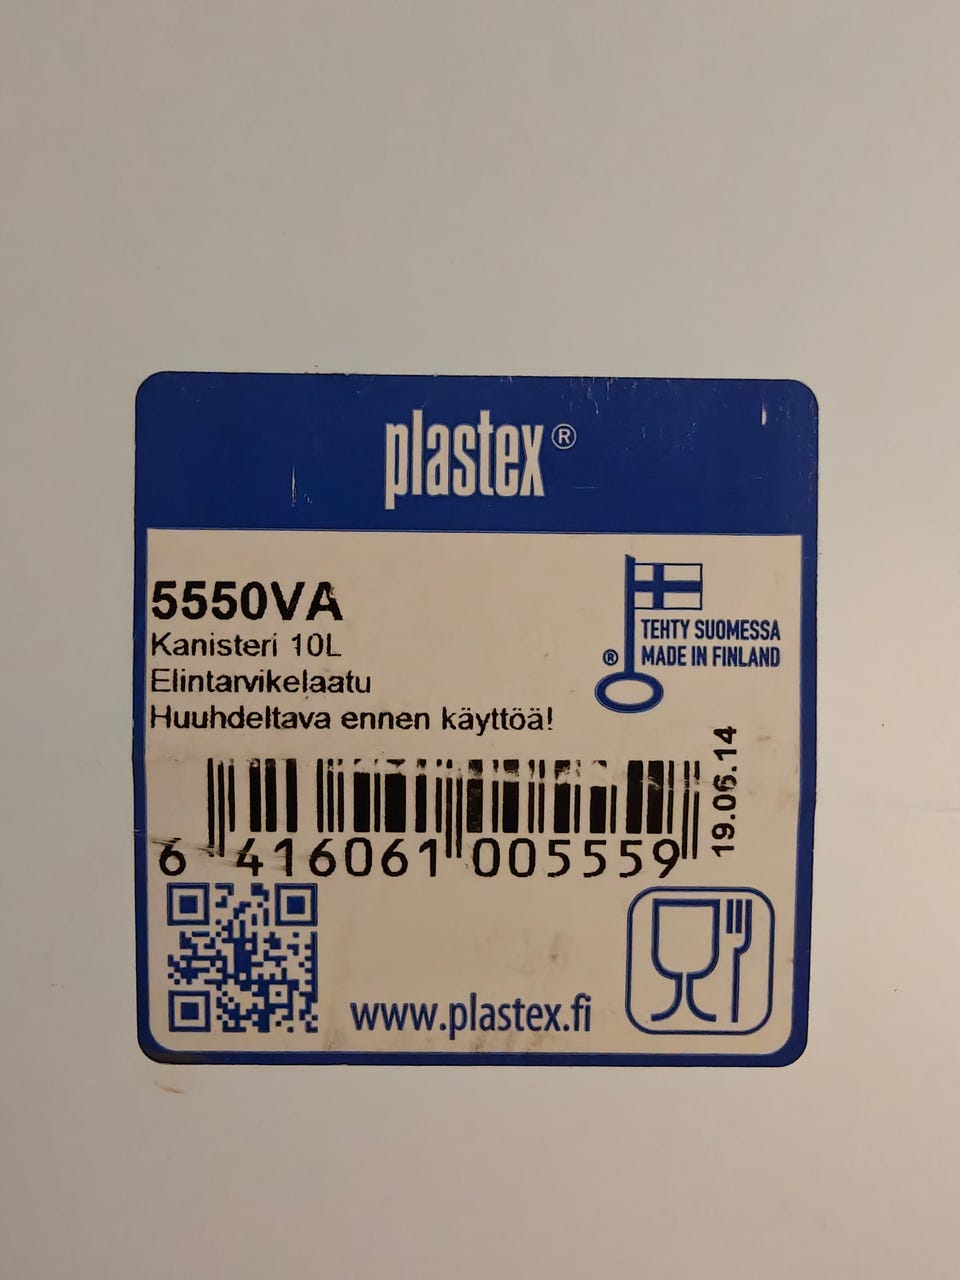 plastex®
5550VA
Kanisteri 10L
Elintarvikelaatu
Huuhdeltava ennen käyttöä!
® TEHTY SUOMESSA
MADE IN FINLAND
19.06.14
6 416061 005559
www.plastex.fi